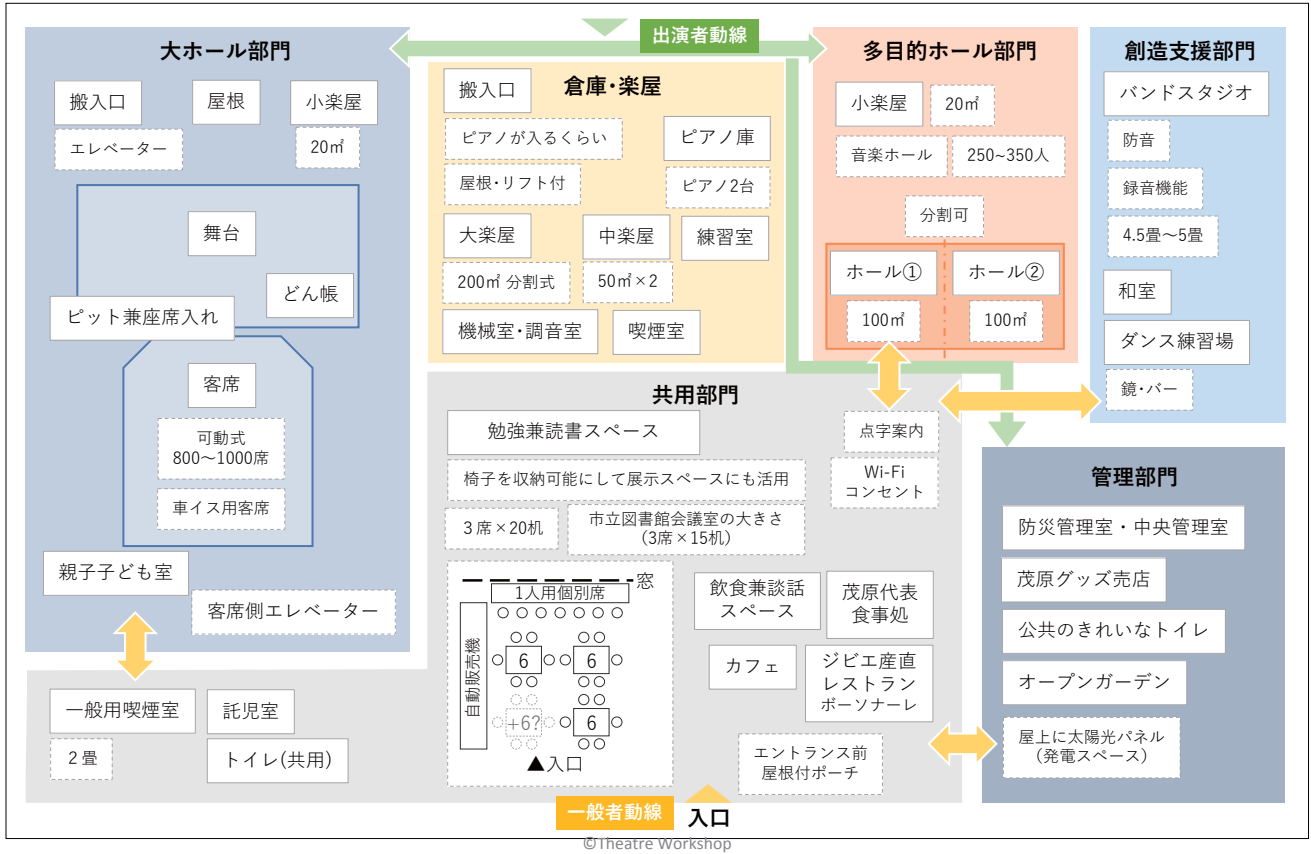 出演者動線
大ホール部門
搬入口
屋根
小楽屋
エレベーター
20㎡
舞台
どん帳
ピット兼座席入れ
客席
可動式
800～1000席
車イス用客席
親子子ども室
客席側エレベーター
倉庫・楽屋
搬入口
ピアノが入るくらい
屋根・リフト付
ピアノ庫
ピアノ2台
大楽屋
中楽屋
練習室
200㎡ 分割式
50㎡×2
機械室・調音室
喫煙室
多目的ホール部門
小楽屋
20㎡
音楽ホール
250~350人
分割可
ホール①
ホール②
100㎡
100㎡
創造支援部門
バンドスタジオ
防音
録音機能
4.5畳～5畳
和室
ダンス練習場
鏡・バー
共用部門
勉強兼読書スペース
椅子を収納可能にして展示スペースにも活用
３席×20机
市立図書館会議室の大きさ
(3席×15机)
点字案内
Wi-Fi
コンセント
窓
1人用個別席
自動販売機
6
6
+6?
6
▲入口
飲食兼談話
スペース
茂原代表
食事処
カフェ
ジビエ産直
レストラン
ボーソナーレ
エントランス前
屋根付ポーチ
一般用喫煙室
託児室
２畳
トイレ(共用)
管理部門
防災管理室・中央管理室
茂原グッズ売店
公共のきれいなトイレ
オープンガーデン
屋上に太陽光パネル
(発電スペース)
一般者動線
入口
©Theatre Workshop